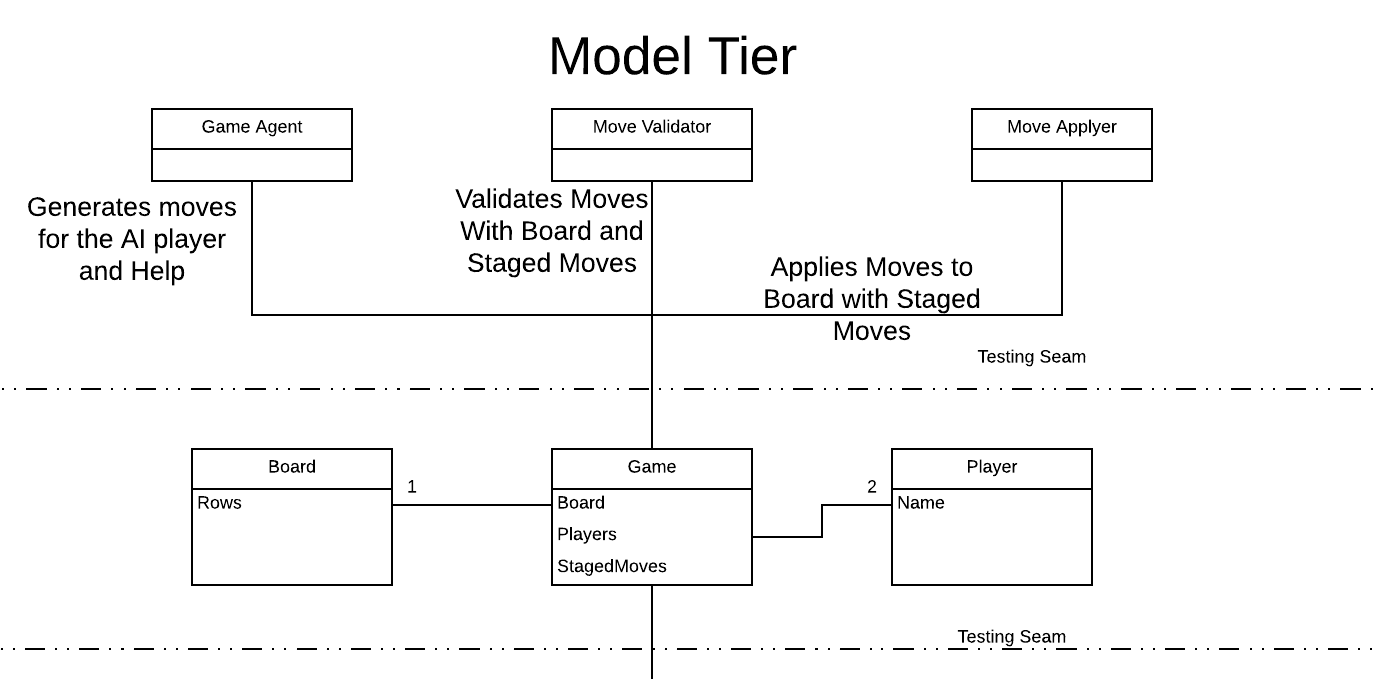 Model Tier
Game Agent
Move Validator
Move Applyer
Generates moves
for the AI player
and Help
Validates Moves
With Board and
Staged Moves
Applies Moves to
Board with Staged
Moves
Testing Seam
Board
Rows
1
Game
Board
Players
StagedMoves
2
Player
Name
Testing Seam